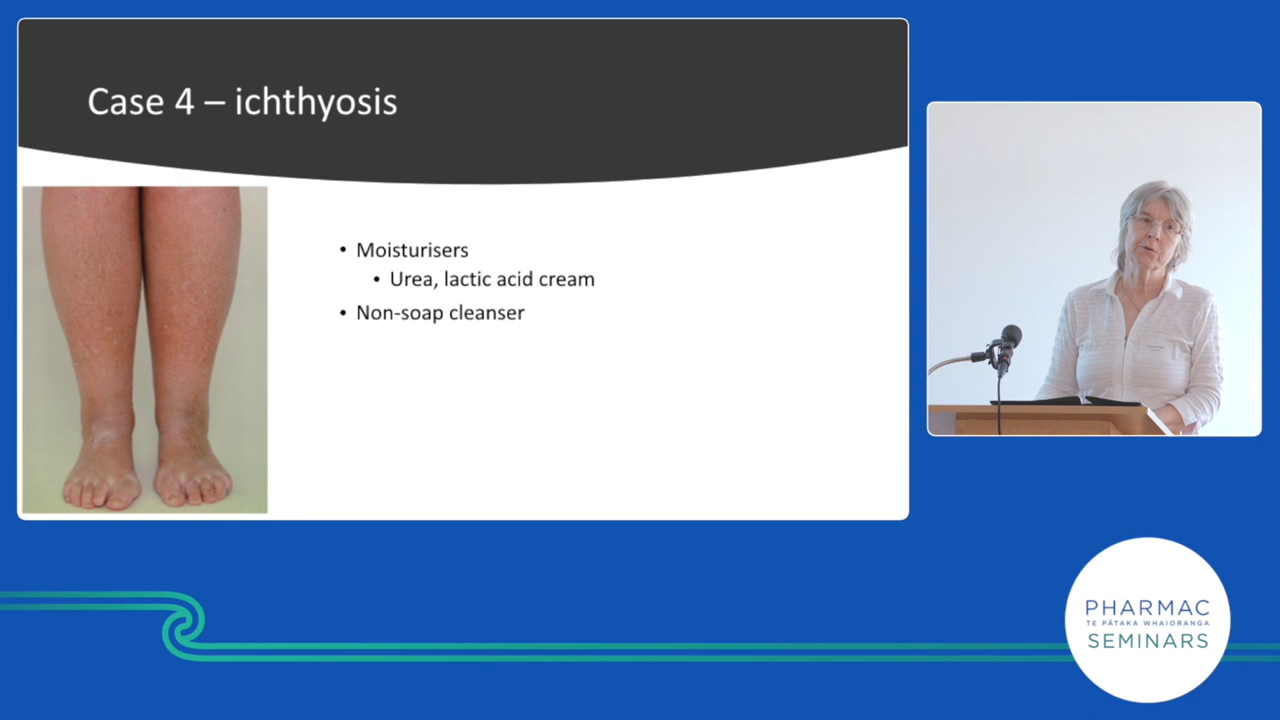 Case 4 – ichthyosis
• Moisturisers
• Urea, lactic acid cream
• Non-soap cleanser
PHARMAC
TE PĀTAKA WHAIORANGA
SEMINARS